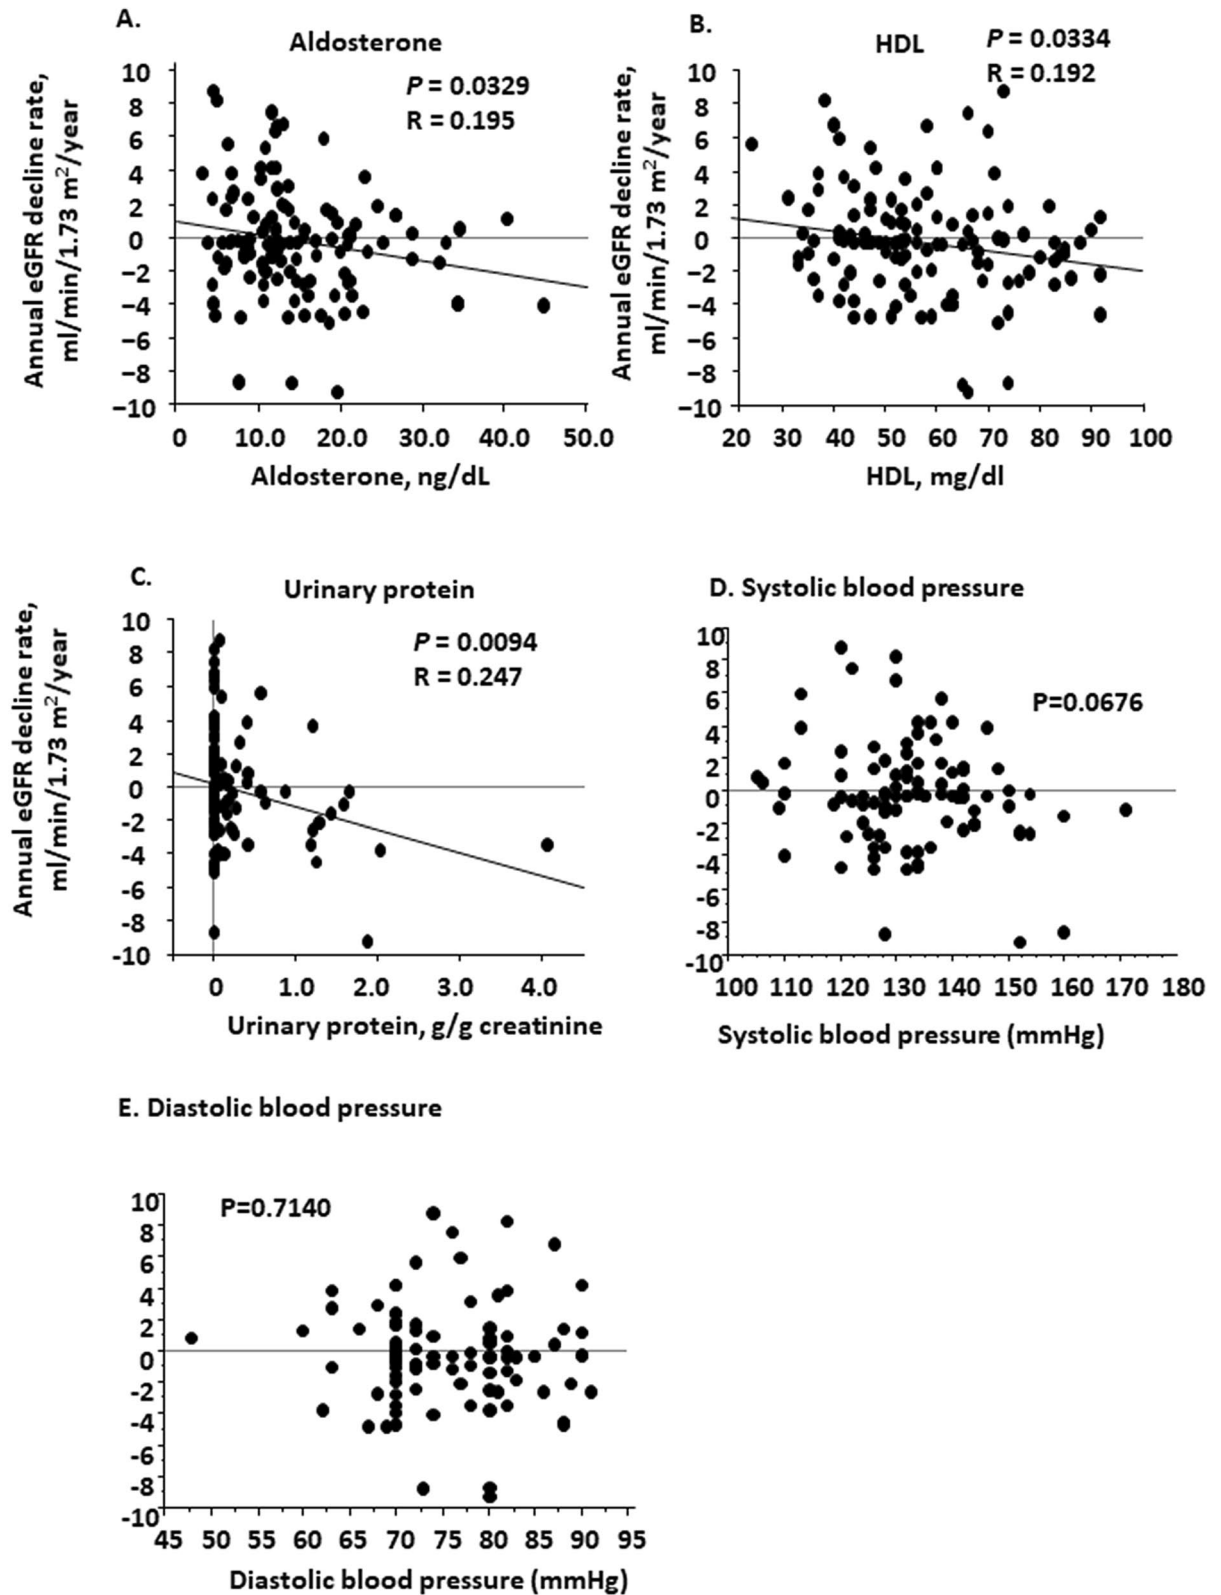 A.
Aldosterone
P = 0.0329
R = 0.195
Annual eGFR decline rate,
ml/min/1.73 m²/year
10
8
6
4
2
0
−2
−4
−6
−8
−10
0 10.0 20.0 30.0 40.0 50.0
Aldosterone, ng/dL
B.
HDL
P = 0.0334
R = 0.192
Annual eGFR decline rate,
ml/min/1.73 m²/year
10
8
6
4
2
0
−2
−4
−6
−8
−10
20 30 40 50 60 70 80 90 100
HDL, mg/dl
C.
Urinary protein
P = 0.0094
R = 0.247
Annual eGFR decline rate,
ml/min/1.73 m²/year
10
8
6
4
2
0
-2
-4
-6
-8
-10
0 1.0 2.0 3.0 4.0
Urinary protein, g/g creatinine
D. Systolic blood pressure
P=0.0676
10
8
6
4
2
0
-2
-4
-6
-8
-10
100 110 120 130 140 150 160 170 180
Systolic blood pressure (mmHg)
E. Diastolic blood pressure
P=0.7140
10
8
6
4
2
0
-2
-4
-6
-8
-10
45 50 55 60 65 70 75 80 85 90 95
Diastolic blood pressure (mmHg)